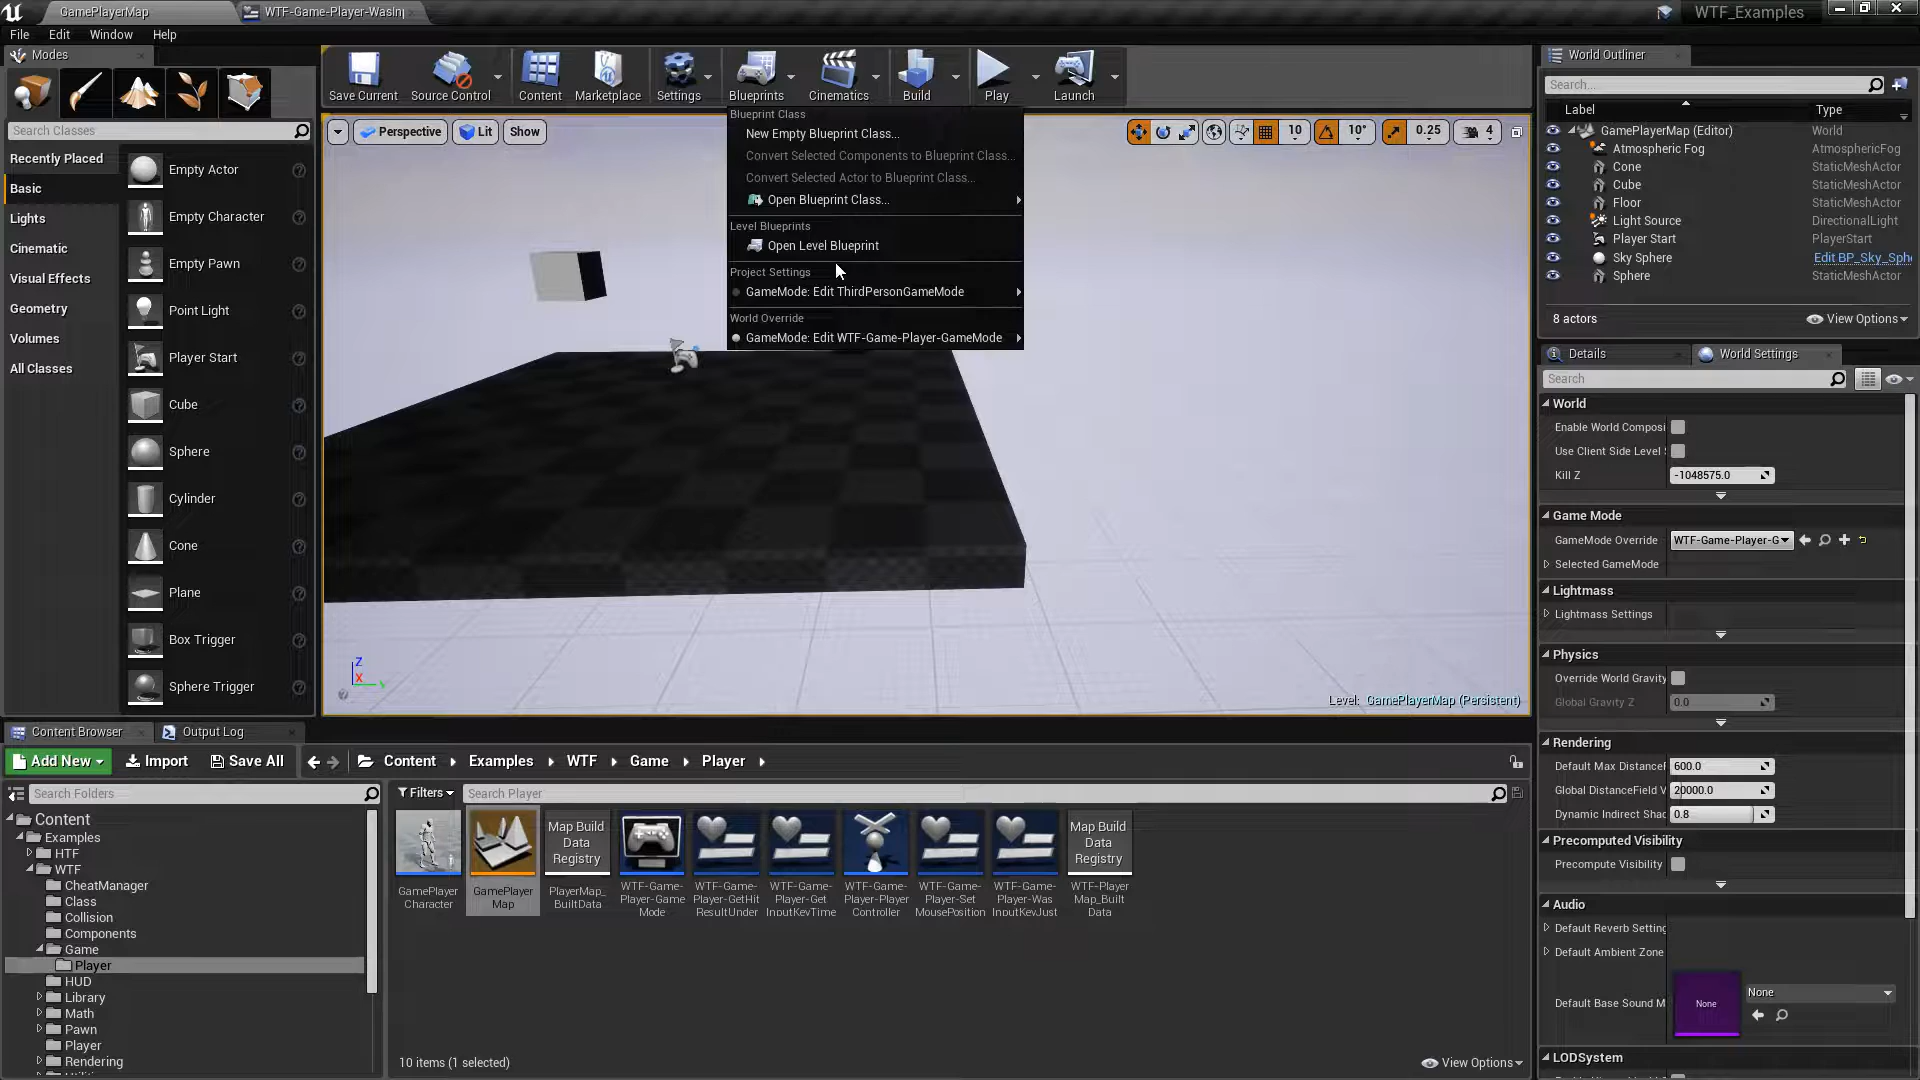 GamePlayerMap
WTF-Game-Player-WasInp
WTF_Examples
File Edit Window Help
Modes
Search Classes
Recently Placed
Basic
Lights
Cinematic
Visual Effects
Geometry
Volumes
All Classes
Empty Actor
Empty Character
Empty Pawn
Point Light
Player Start
Cube
Sphere
Cylinder
Cone
Plane
Box Trigger
Sphere Trigger
Save Current
Source Control
Content
Marketplace
Settings
Blueprints
Cinematics
Build
Play
Launch
Perspective
Lit
Show
10
10°
0.25
4
Blueprint Class
New Empty Blueprint Class...
Convert Selected Components to Blueprint Class...
Convert Selected Actor to Blueprint Class...
Open Blueprint Class...
Level Blueprints
Open Level Blueprint
Project Settings
GameMode: Edit ThirdPersonGameMode
World Override
GameMode: Edit WTF-Game-Player-GameMode
Z
X
Level: GamePlayerMap (Persistent)
World Outliner
Search...
Label Type
GamePlayerMap (Editor) World
Atmospheric Fog AtmosphericFog
Cone StaticMeshActor
Cube StaticMeshActor
Floor StaticMeshActor
Light Source DirectionalLight
Player Start PlayerStart
Sky Sphere Edit BP_Sky_Sphe
Sphere StaticMeshActor
8 actors
View Options
Details
World Settings
Search
World
Enable World Composi
Use Client Side Level
Kill Z -1048575.0
Game Mode
GameMode Override WTF-Game-Player-G
Selected GameMode
Lightmass
Lightmass Settings
Physics
Override World Gravity
Global Gravity Z 0.0
Rendering
Default Max DistanceF 600.0
Global DistanceField V 20000.0
Dynamic Indirect Shac 0.8
Precomputed Visibility
Precompute Visibility
Audio
Default Reverb Setting
Default Ambient Zone
Default Base Sound M
None
None
LODSystem
Content Browser
Output Log
Add New
Import
Save All
Content
Examples
WTF
Game
Player
Search Folders
Content
Examples
HTF
WTF
CheatManager
Class
Collision
Components
Game
Player
HUD
Library
Math
Pawn
Player
Rendering
Filters
Search Player
GamePlayer
Character
GamePlayer
Map
Map Build
Data
Registry
PlayerMap_
BuiltData
WTF-Game-
Player-Game
Mode
WTF-Game-
Player-GetHit
ResultUnder
WTF-Game-
Player-Get
InputKeyTime
WTF-Game-
Player-Player
Controller
WTF-Game-
Player-Set
MousePosition
WTF-Game-
Player-Was
InputKeyJust
Map Build
Data
Registry
WTF-Player
Map_Built
Data
10 items (1 selected)
View Options